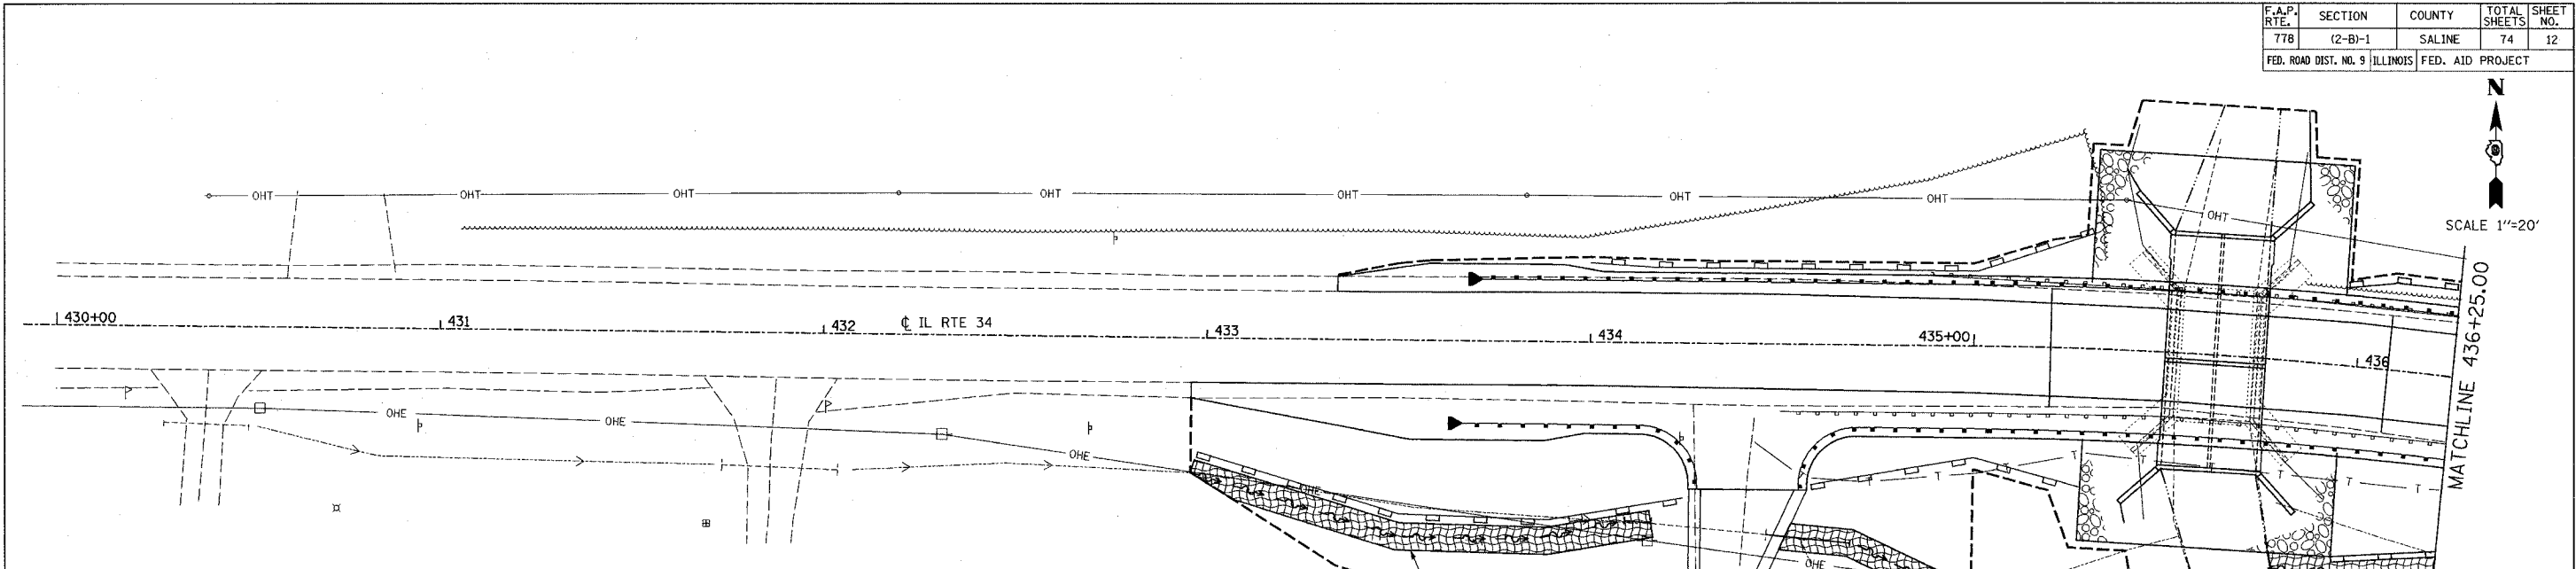 F.A.P. RTE. SECTION COUNTY TOTAL SHEETS SHEET NO.
778 (2-B)-1 SALINE 74 12
FED. ROAD DIST. NO. 9 ILLINOIS FED. AID PROJECT
N
SCALE 1"=20'
OHT OHT OHT OHT OHT OHT OHT OHT
430+00 431 432 ℄ IL RTE 34 433 434 435+00 436
MATCHLINE 436+25.00
OHE OHE OHE OHE OHE
T T T T T T T